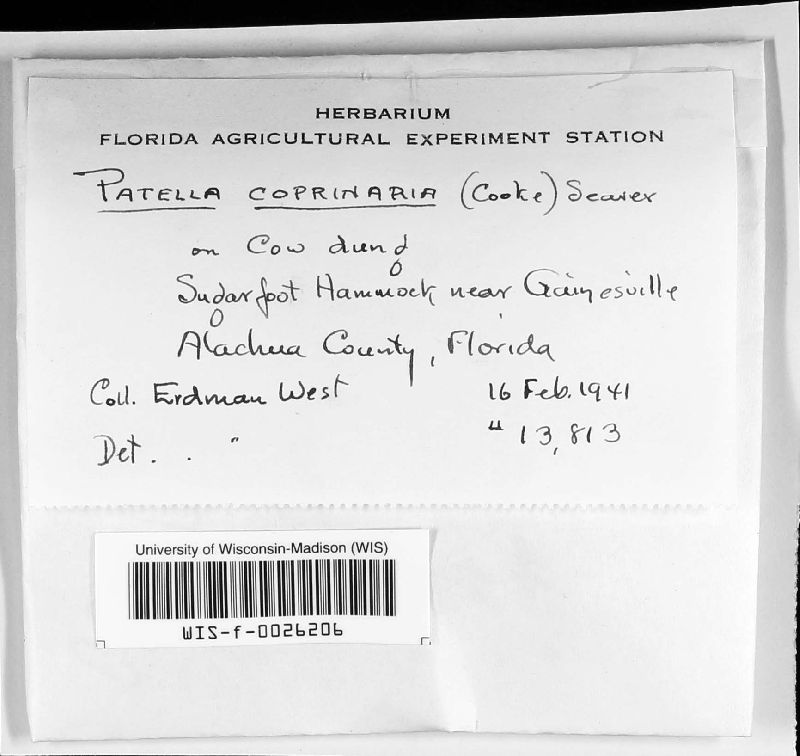 HERBARIUM
FLORIDA AGRICULTURAL EXPERIMENT STATION
PATELLA COPRINARIA (Cooke) Seaver
on Cow dung
Sugarfoot Hammock near Gainesville
Alachua County, Florida
Coll. Erdman West 16 Feb. 1941
Det. . " # 13,813
University of Wisconsin-Madison (WIS)
WIS-f-0026206